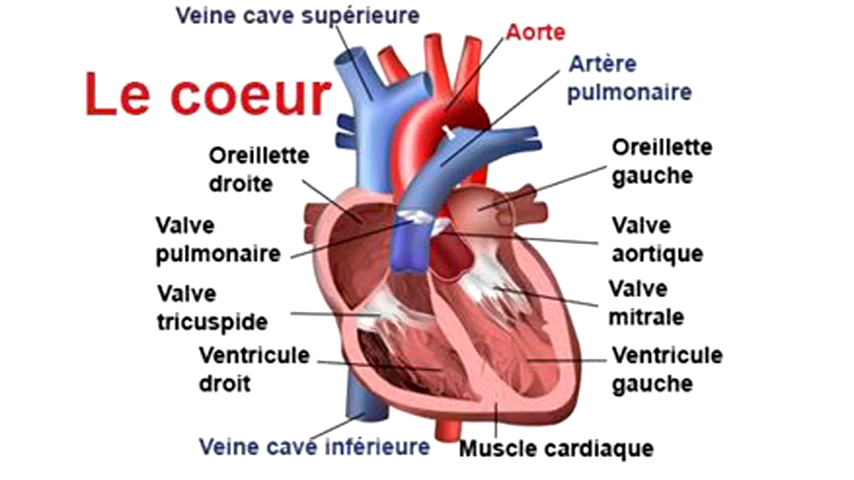 Veine cave supérieure
Aorte
Artère
pulmonaire
Le coeur
Oreillette
droite
Oreillette
gauche
Valve
pulmonaire
Valve
aortique
Valve
tricuspide
Valve
mitrale
Ventricule
droit
Ventricule
gauche
Veine cavé inférieure
Muscle cardiaque